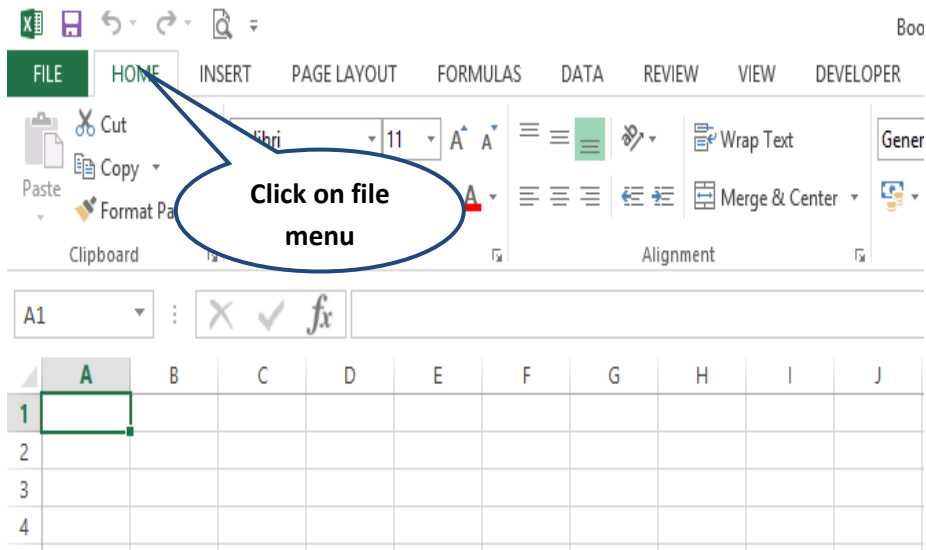 Boo
FILE HOME INSERT PAGE LAYOUT FORMULAS DATA REVIEW VIEW DEVELOPER
Cut
Copy
Paste
Format Pa
11 A A
Wrap Text
Gener
A
Merge & Center
Click on file
menu
Clipboard
Alignment
A1
fx
A B C D E F G H I J
1
2
3
4